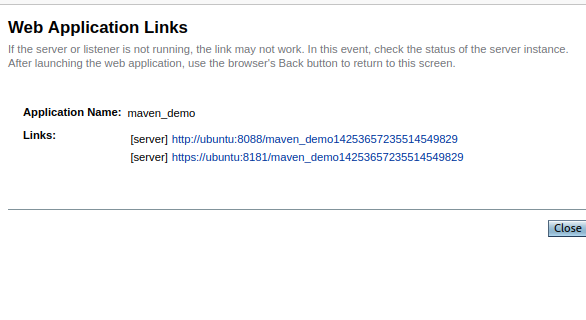 Web Application Links
If the server or listener is not running, the link may not work. In this event, check the status of the server instance.
After launching the web application, use the browser's Back button to return to this screen.
Application Name: maven_demo
Links: [server] http://ubuntu:8088/maven_demo14253657235514549829
[server] https://ubuntu:8181/maven_demo14253657235514549829
Close